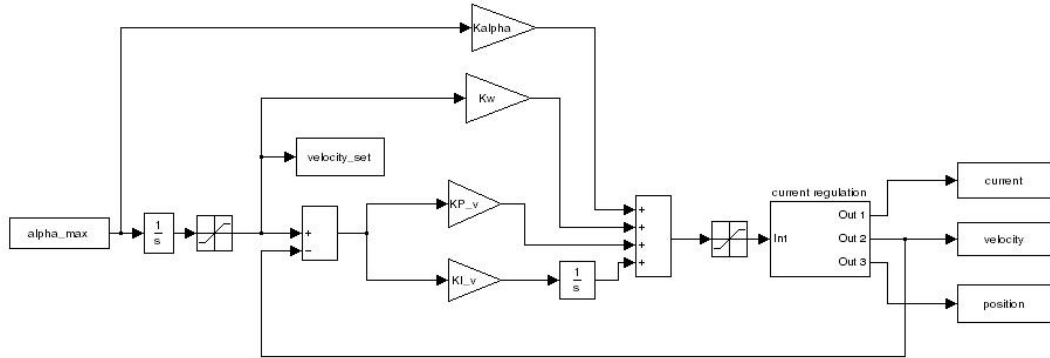 Kalpha
Kw
velocity_set
current regulation
current
KP_v
Out 1
alpha_max
1
s
+
−
+
+
+
+
In1
Out 2
velocity
KI_v
1
s
Out 3
position